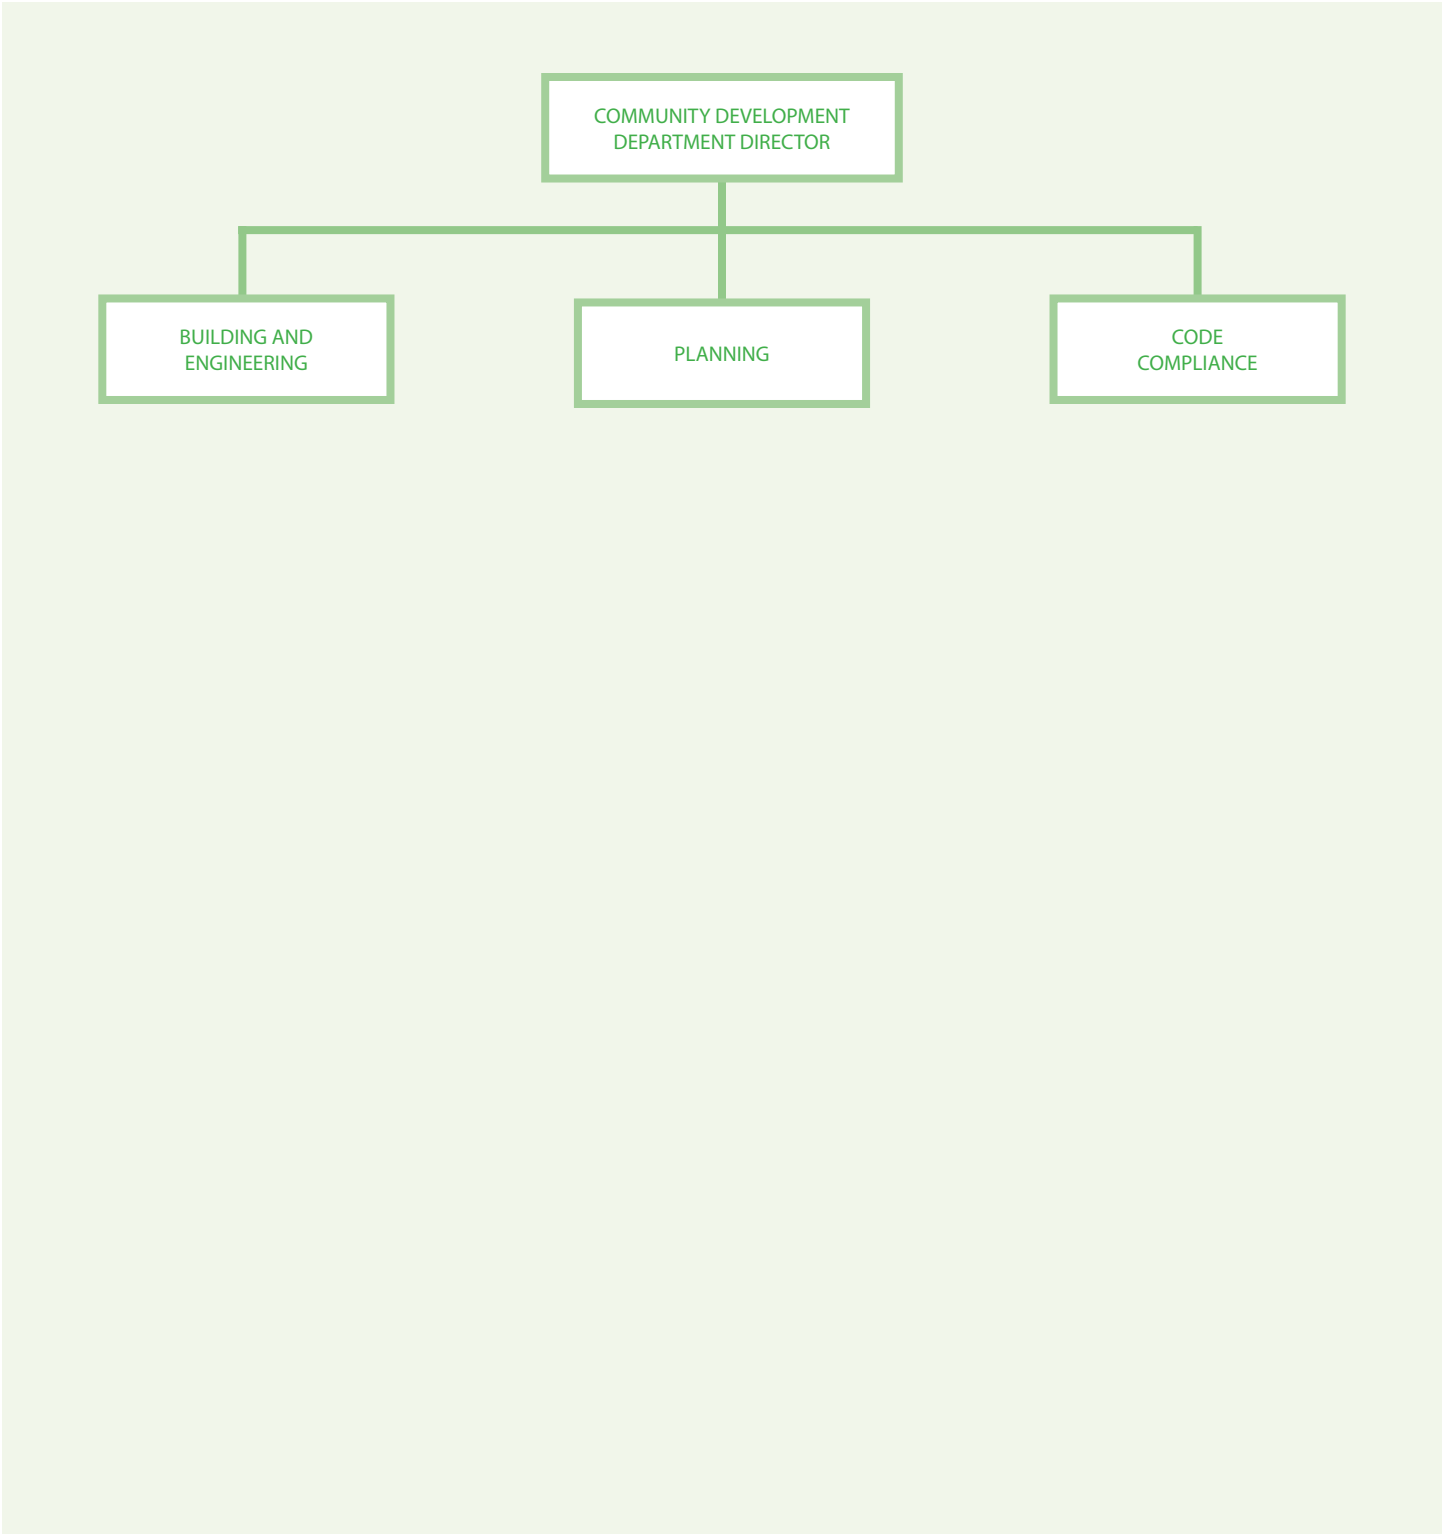 COMMUNITY DEVELOPMENT
DEPARTMENT DIRECTOR
BUILDING AND
ENGINEERING
PLANNING
CODE
COMPLIANCE